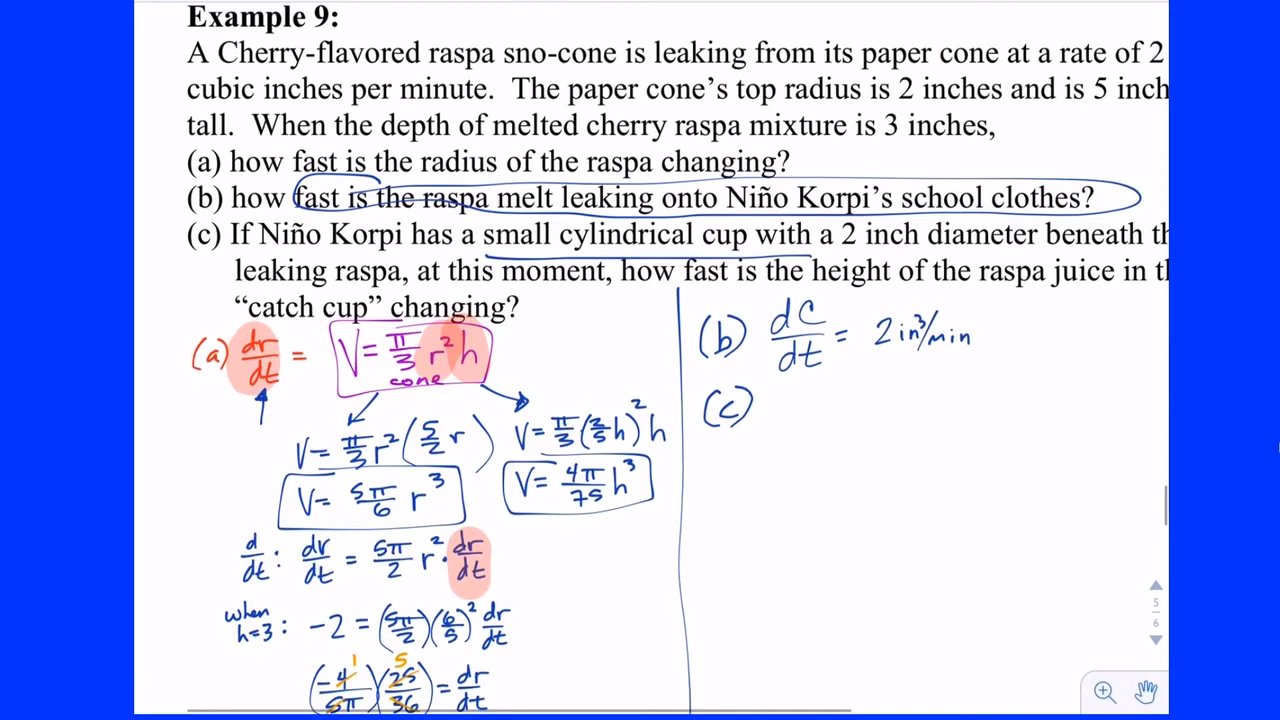 Example 9:
A Cherry-flavored raspa sno-cone is leaking from its paper cone at a rate of 2
cubic inches per minute. The paper cone's top radius is 2 inches and is 5 inch
tall. When the depth of melted cherry raspa mixture is 3 inches,
(a) how fast is the radius of the raspa changing?
(b) how fast is the raspa melt leaking onto Niño Korpi's school clothes?
(c) If Niño Korpi has a small cylindrical cup with a 2 inch diameter beneath th
leaking raspa, at this moment, how fast is the height of the raspa juice in th
“catch cup” changing?
(a) dr/dt =
V = π/3 r² h
cone
V = π/3 r² (5/2 r)
V = 5π/6 r³
V = π/3 (2/5 h)² h
V = 4π/75 h³
d/dt : dV/dt = 5π/2 r² · dr/dt
when h=3 : -2 = (5π/2)(6/5)² dr/dt
(-4/5π)(25/36) = dr/dt
1 5
(b) dC/dt = 2 in³/min
(c)
5
6